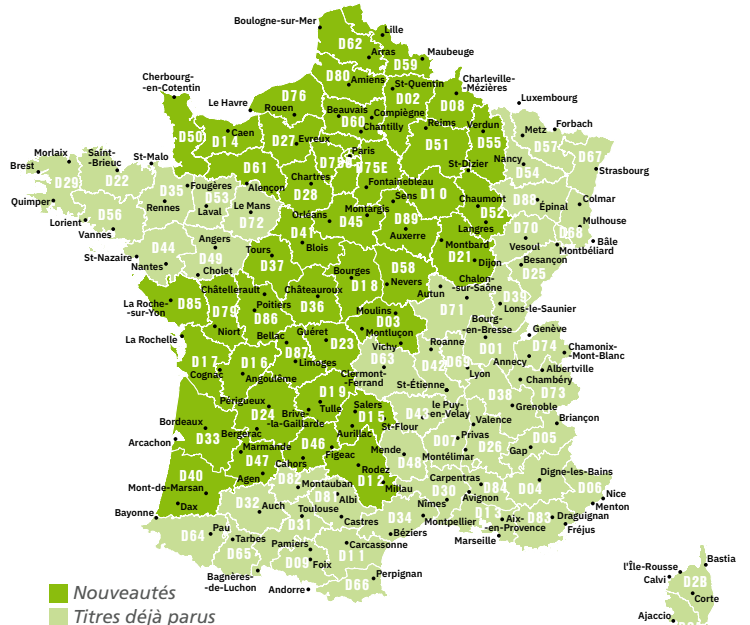 Boulogne-sur-Mer
Lille
D62
Arras
D59
Maubeuge
Cherbourg-
-en-Cotentin
D80
Amiens
St-Quentin
Charleville-
-Mézières
D76
Le Havre
Rouen
Beauvais
D02
D08
Luxembourg
D50
D14
Caen
D27
Evreux
D60
Compiègne
Chantilly
Reims
Verdun
Metz
Forbach
D57
Morlaix
Saint-
-Brieuc
St-Malo
Paris
D75E
D51
D55
Nancy
D67
Brest
D29
D22
D61
Alençon
Chartres
St-Dizier
D54
Strasbourg
D35
Fougères
D53
D28
Fontainebleau
D10
Quimper
Rennes
Laval
Le Mans
D72
Sens
Chaumont
D88
Épinal
Colmar
Lorient
D56
Orléans
D45
Montargis
D89
D52
Langres
Mulhouse
D68
Vannes
Angers
D41
Blois
Auxerre
Montbard
D70
Vesoul
Bâle
St-Nazaire
D44
Nantes
D49
Cholet
Tours
D37
D21
Dijon
Besançon
Montbéliard
D25
Bourges
D58
Châtellerault
Châteauroux
D18
Nevers
Autun
Chalon-
-sur-Saône
La Roche-
-sur-Yon
D85
D79
Poitiers
D86
D36
Moulins
D71
D39
Lons-le-Saunier
Niort
D03
Montluçon
Bourg-
-en-Bresse
Genève
La Rochelle
Bellac
Guéret
D23
Vichy
Roanne
D01
D74
Chamonix-
-Mont-Blanc
D17
D16
D87
Limoges
D63
D42
D69
Annecy
Albertville
Cognac
Angoulême
Clermont-
-Ferrand
Lyon
Chambéry
D73
D19
St-Étienne
D38
Périgueux
Tulle
Salers
le Puy-
-en-Velay
Grenoble
Bordeaux
D24
Brive-
-la-Gaillarde
D15
Valence
Briançon
Arcachon
D33
Bergerac
Aurillac
St-Flour
Privas
D05
Marmande
D46
Figeac
Mende
D07
D26
Gap
D40
D47
Cahors
D48
Montélimar
Mont-de-Marsan
Agen
Rodez
D12
Carpentras
Digne-les-Bains
Dax
Montauban
Millau
D30
D84
D04
D06
Nice
Bayonne
D32
Auch
D81
Albi
Nîmes
Avignon
Menton
Toulouse
D31
Castres
D34
D13
Aix-
-en-Provence
D83
Draguignan
D64
Pau
Montpellier
Fréjus
Tarbes
Béziers
Marseille
D65
Pamiers
Carcassonne
D11
Bagnères-
-de-Luchon
D09
Foix
Bastia
Andorre
D66
Perpignan
l'Île-Rousse
Calvi
D2B
Corte
Ajaccio
Nouveautés
Titres déjà parus